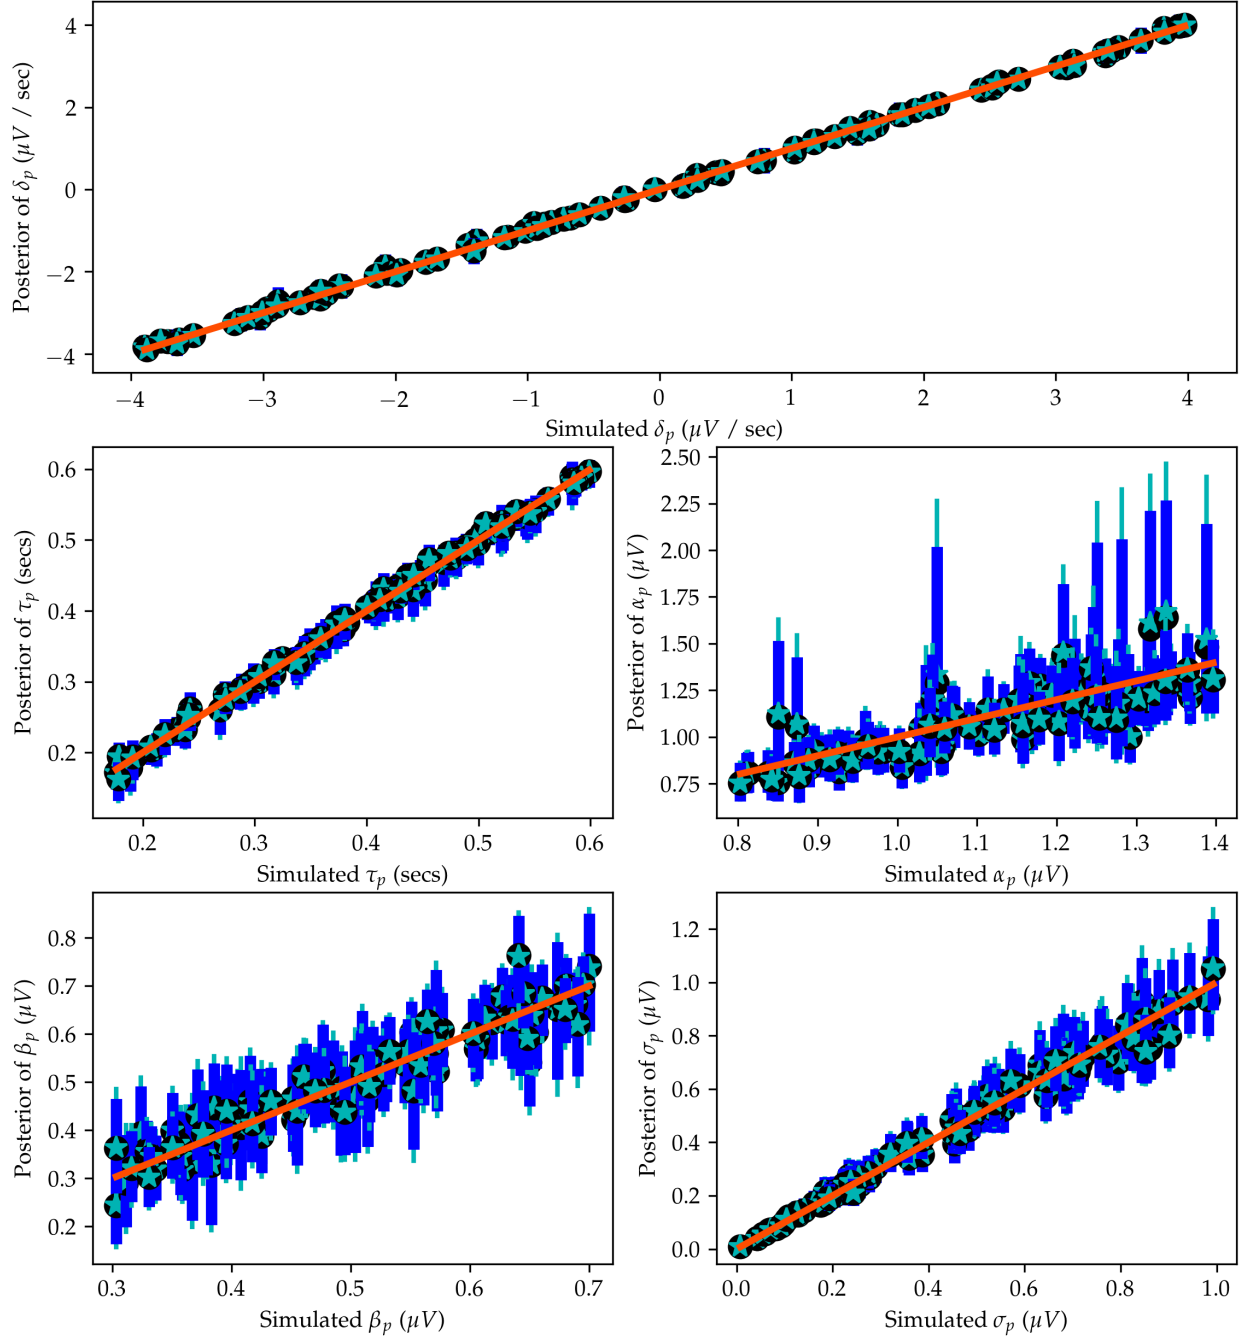 4
2
0
−2
−4
Posterior of δp (μV / sec)
−4 −3 −2 −1 0 1 2 3 4
Simulated δp (μV / sec)
0.6
0.5
0.4
0.3
0.2
Posterior of τp (secs)
0.2 0.3 0.4 0.5 0.6
Simulated τp (secs)
2.50
2.25
2.00
1.75
1.50
1.25
1.00
0.75
Posterior of αp (μV)
0.8 0.9 1.0 1.1 1.2 1.3 1.4
Simulated αp (μV)
0.8
0.7
0.6
0.5
0.4
0.3
0.2
Posterior of βp (μV)
0.3 0.4 0.5 0.6 0.7
Simulated βp (μV)
1.2
1.0
0.8
0.6
0.4
0.2
0.0
Posterior of σp (μV)
0.0 0.2 0.4 0.6 0.8 1.0
Simulated σp (μV)